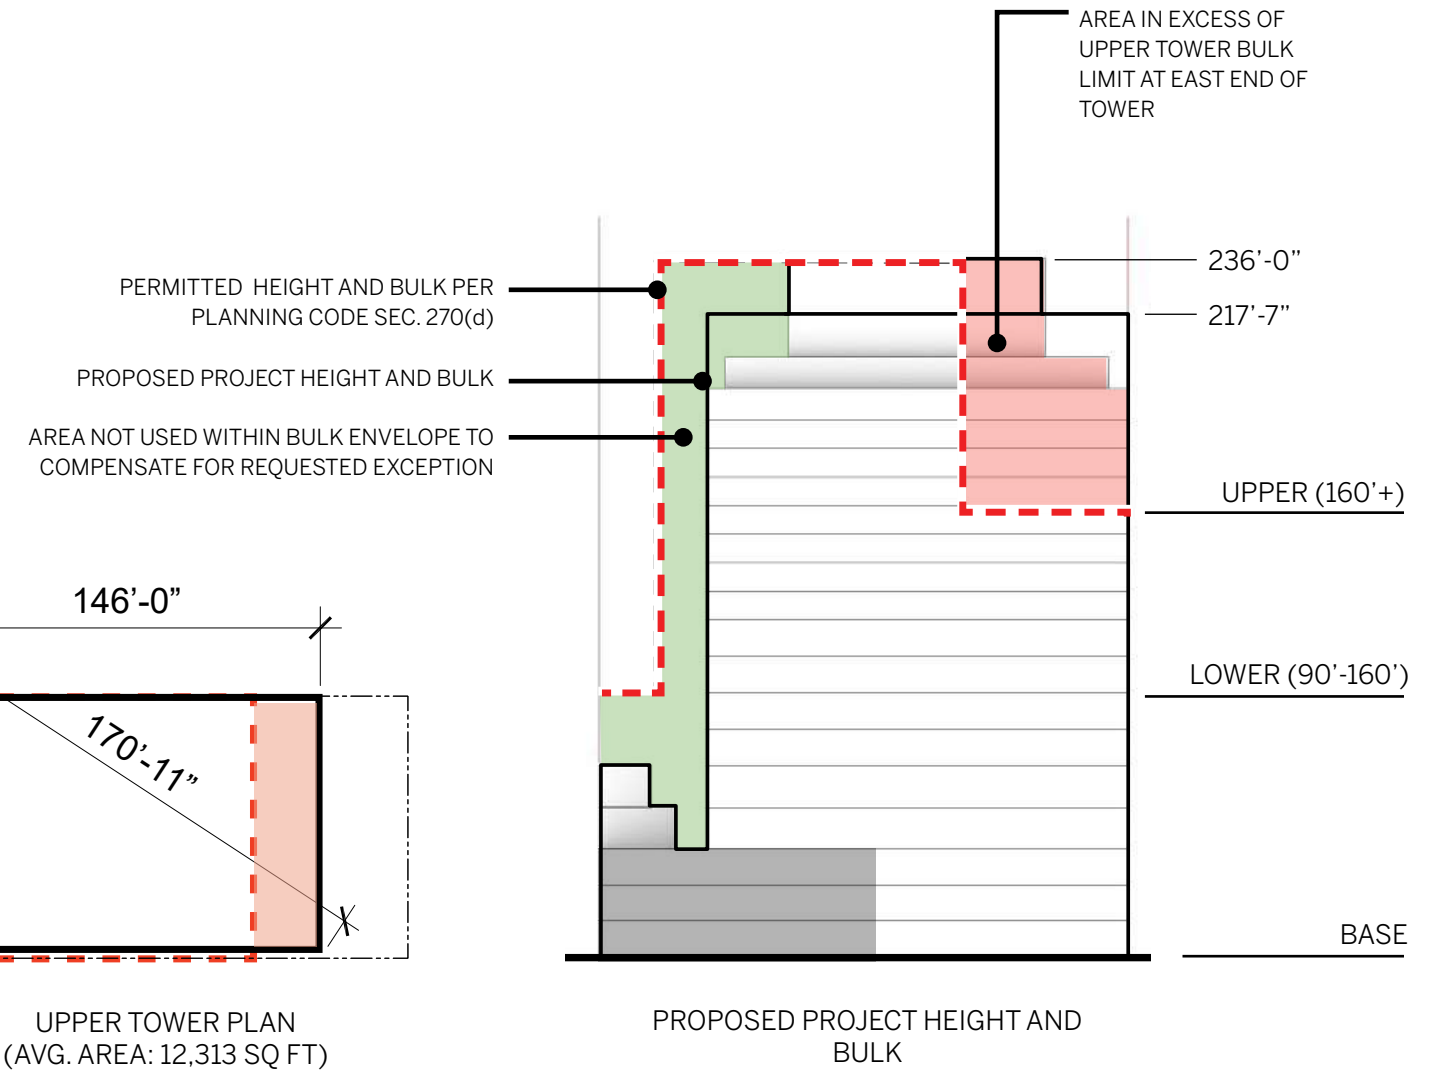 AREA IN EXCESS OF
UPPER TOWER BULK
LIMIT AT EAST END OF
TOWER
236’-0”
217’-7”
PERMITTED HEIGHT AND BULK PER
PLANNING CODE SEC. 270(d)
PROPOSED PROJECT HEIGHT AND BULK
AREA NOT USED WITHIN BULK ENVELOPE TO
COMPENSATE FOR REQUESTED EXCEPTION
UPPER (160’+)
LOWER (90’-160’)
BASE
146’-0”
170’-11”
UPPER TOWER PLAN
(AVG. AREA: 12,313 SQ FT)
PROPOSED PROJECT HEIGHT AND
BULK